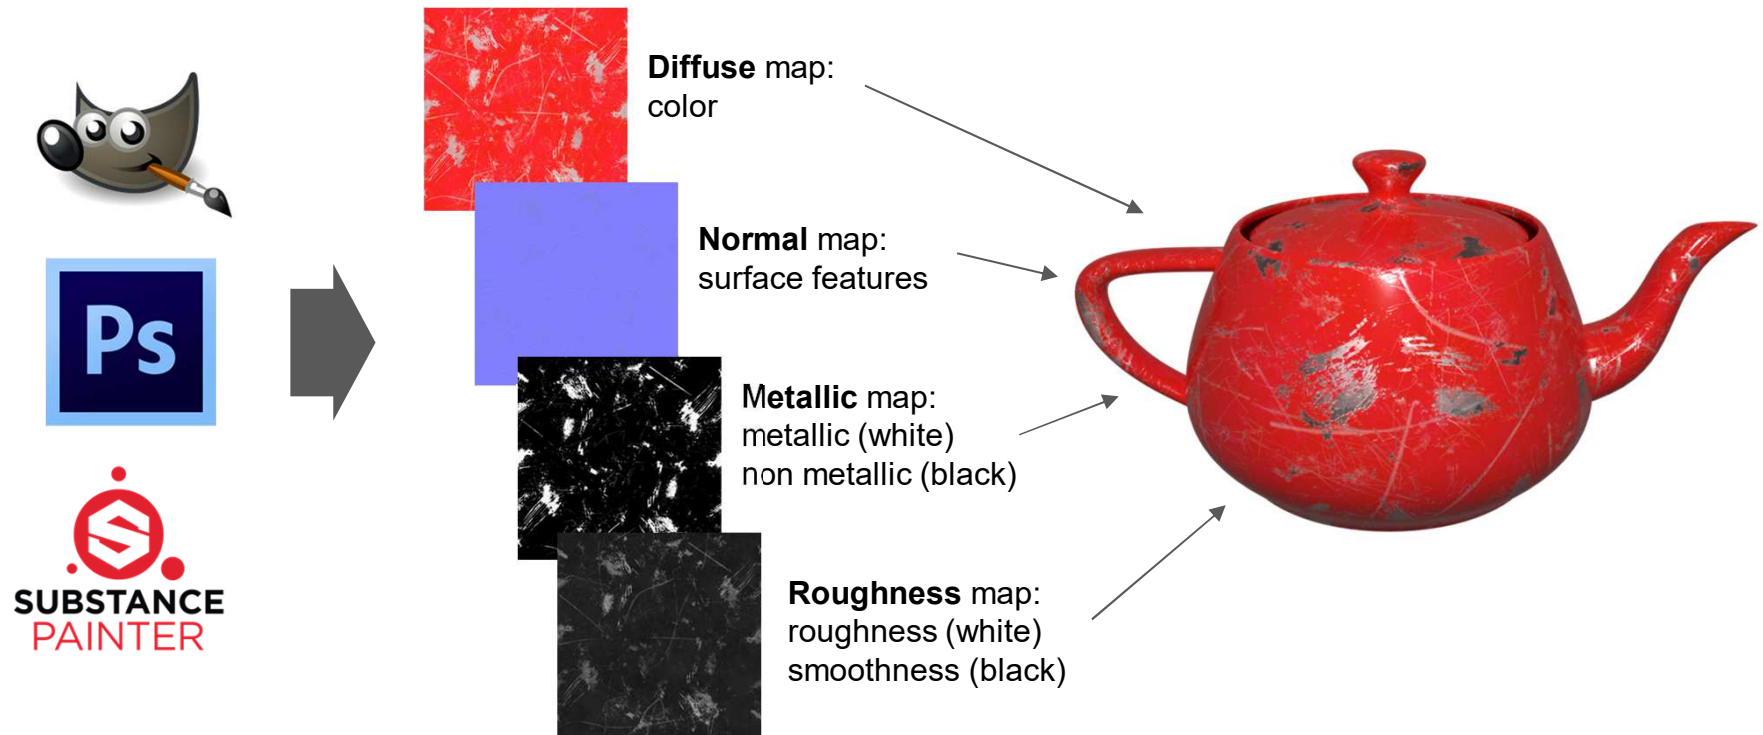 Diffuse map:
color
Normal map:
surface features
Ps
Metallic map:
metallic (white)
non metallic (black)
SUBSTANCE
PAINTER
Roughness map:
roughness (white)
smoothness (black)